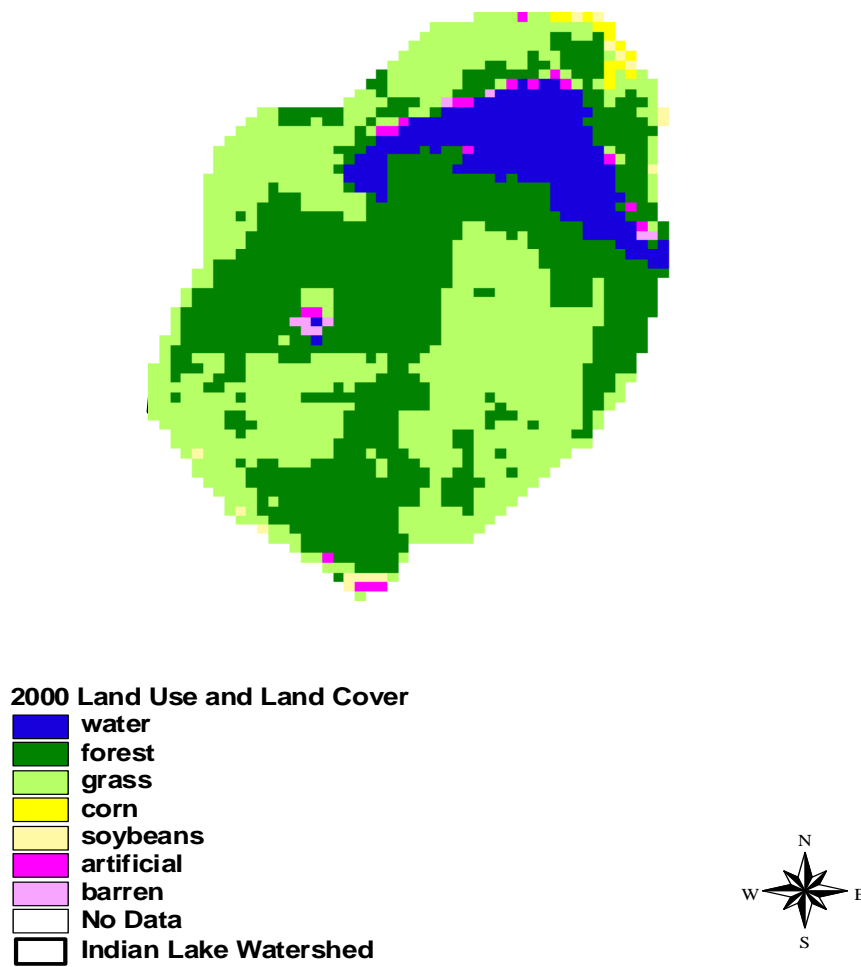 2000 Land Use and Land Cover
water
forest
grass
corn
soybeans
artificial
barren
No Data
Indian Lake Watershed
N
W
E
S